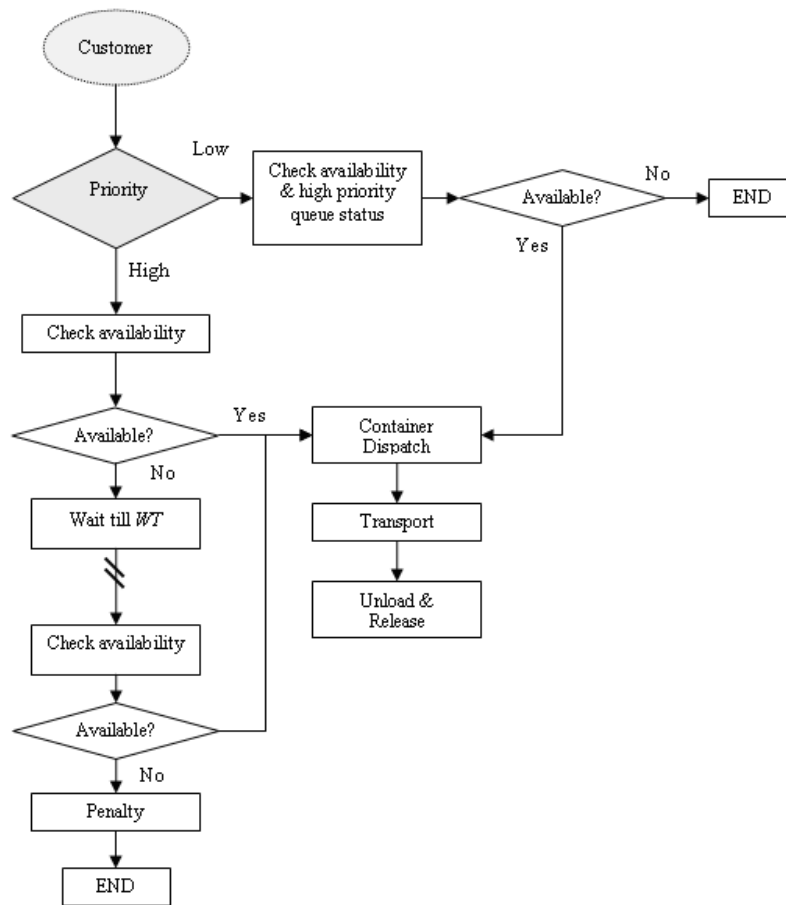 Customer
Priority
Low
Check availability
& high priority
queue status
Available?
No
END
Yes
High
Check availability
Available?
Yes
No
Container
Dispatch
Wait till WT
Transport
Unload &
Release
Check availability
Available?
No
Penalty
END